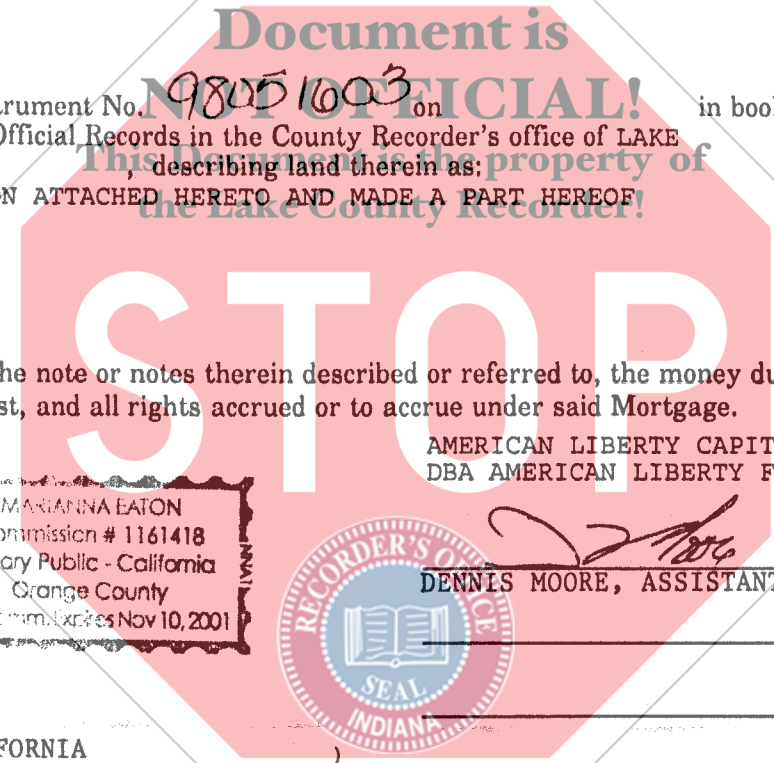 Document is
NOT OFFICIAL!
trument No. 98051603 on in boo
Official Records in the County Recorder's office of LAKE
This Document is the property of
, describing land therein as:
N ATTACHED HERETO AND MADE A PART HEREOF
the Lake County Recorder!
STOP
he note or notes therein described or referred to, the money du
st, and all rights accrued or to accrue under said Mortgage.
AMERICAN LIBERTY CAPIT
DBA AMERICAN LIBERTY F
MARIANNA EATON
ommission # 1161418
ary Public - California
Orange County
mm. Expires Nov 10, 2001
DENNIS MOORE, ASSISTANT
RECORDER'S OFFICE
SEAL
INDIANA
FORNIA )